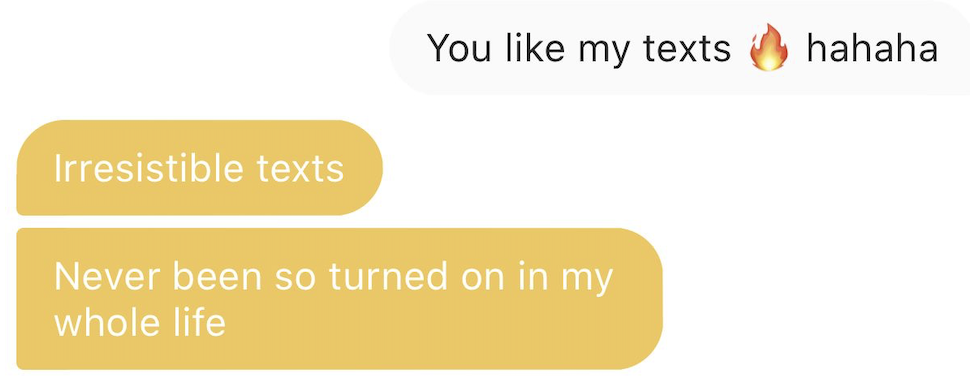 You like my texts 🔥 hahaha
Irresistible texts
Never been so turned on in my
whole life